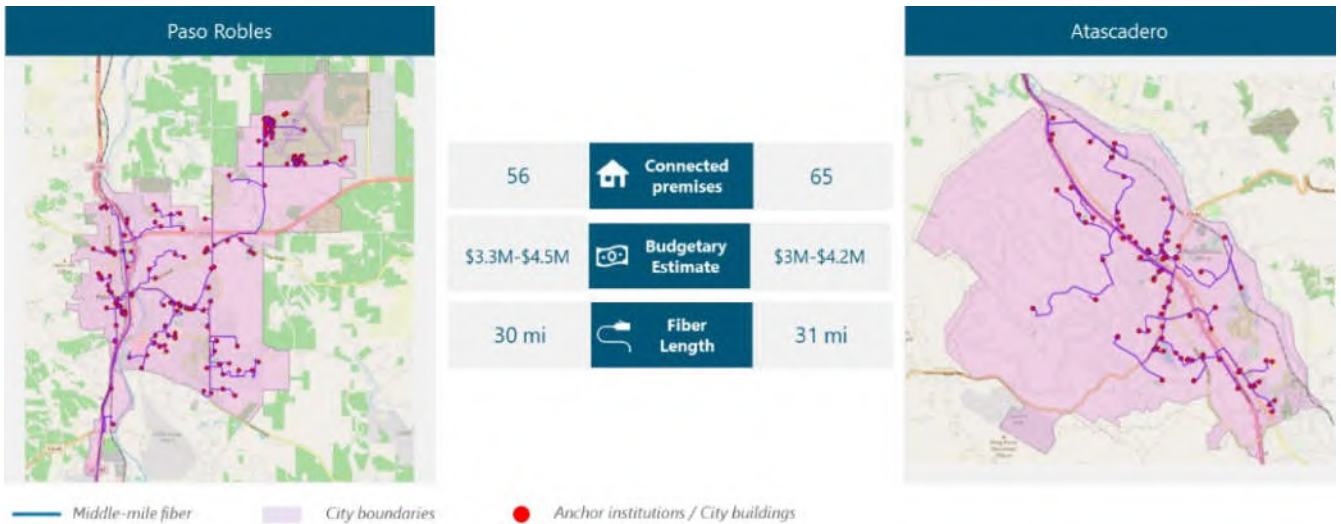 Paso Robles
Atascadero
56
Connected
premises
65
$3.3M-$4.5M
Budgetary
Estimate
$3M-$4.2M
30 mi
Fiber
Length
31 mi
Middle-mile fiber
City boundaries
Anchor institutions / City buildings